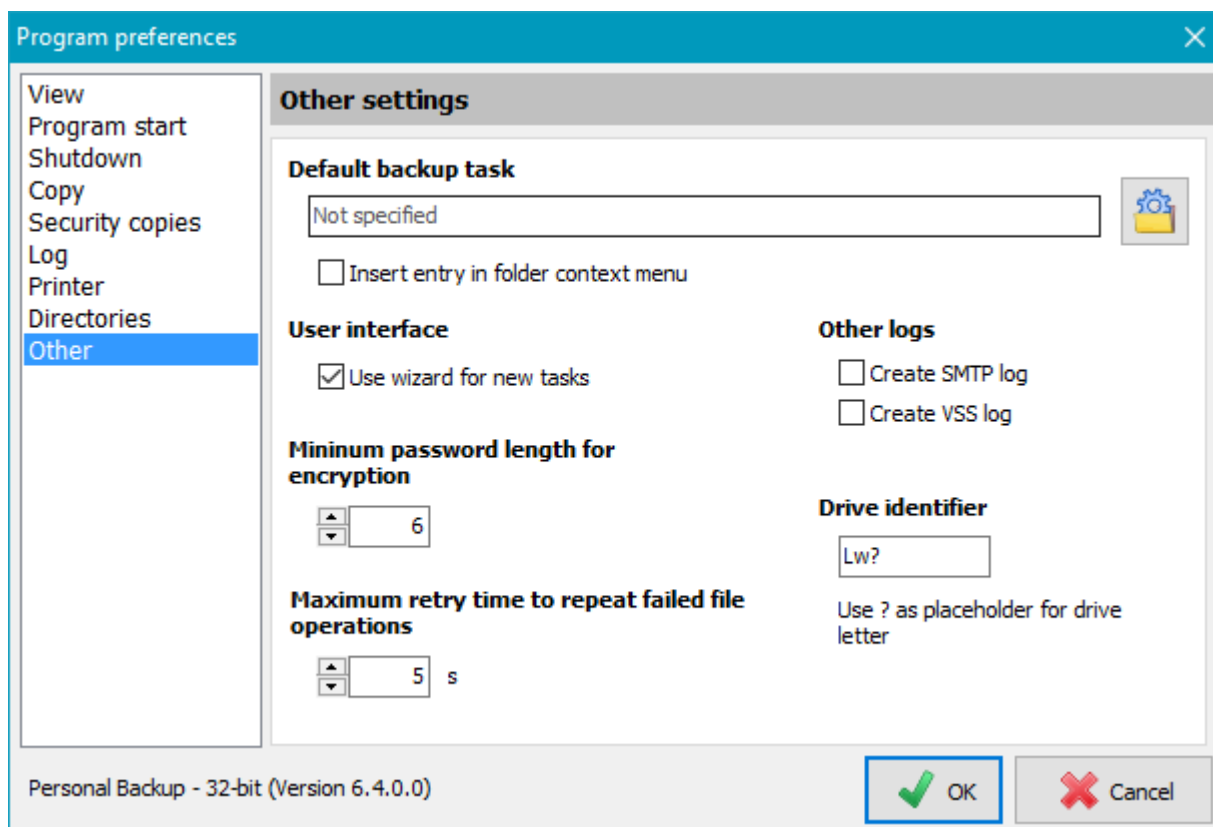 Program preferences
View
Program start
Shutdown
Copy
Security copies
Log
Printer
Directories
Other
Other settings
Default backup task
Not specified
Insert entry in folder context menu
User interface
Use wizard for new tasks
Mininum password length for
encryption
6
Maximum retry time to repeat failed file
operations
5 s
Other logs
Create SMTP log
Create VSS log
Drive identifier
Lw?
Use ? as placeholder for drive
letter
Personal Backup - 32-bit (Version 6.4.0.0)
OK
Cancel